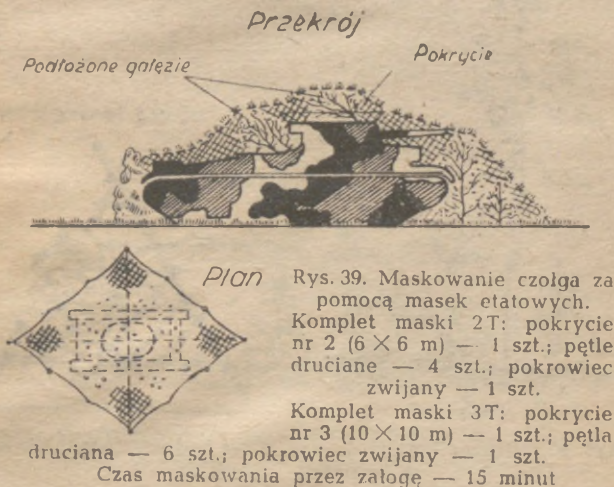 Przekrój
Podłożone gałęzie
Pokrycie
Plan
Rys. 39. Maskowanie czołga za
pomocą masek etatowych.
Komplet maski 2T: pokrycie
nr 2 (6 × 6 m) — 1 szt.; pętle
druciane — 4 szt.; pokrowiec
zwijany — 1 szt.
Komplet maski 3T: pokrycie
nr 3 (10 × 10 m) — 1 szt.; pętla
druciana — 6 szt.; pokrowiec zwijany — 1 szt.
Czas maskowania przez załogę — 15 minut